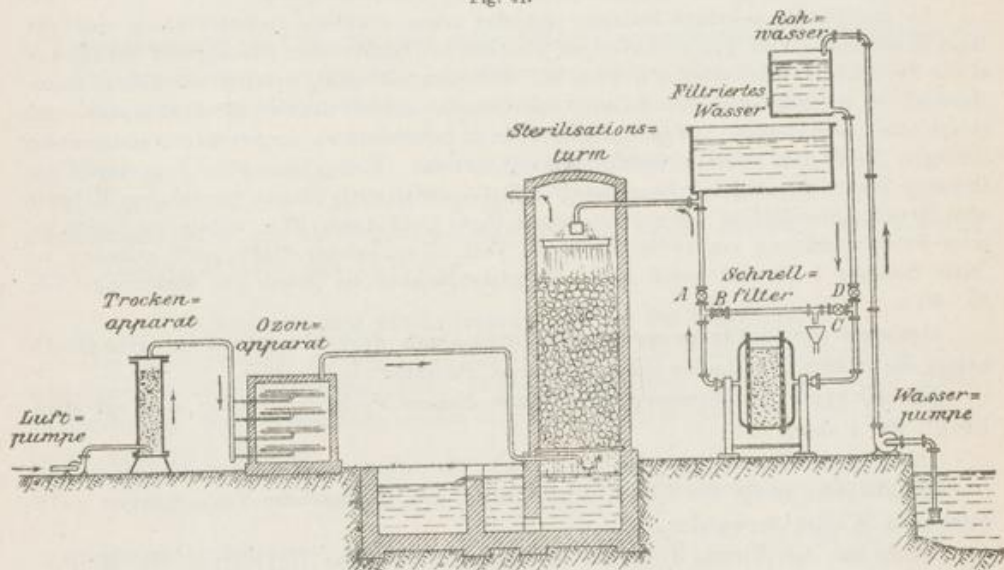 Roh=
wasser
Filtriertes
Wasser
Sterilisations=
turm
Schnell=
filter
A
B
C
D
Trocken=
apparat
Ozon=
apparat
Luft=
pumpe
Wasser=
pumpe